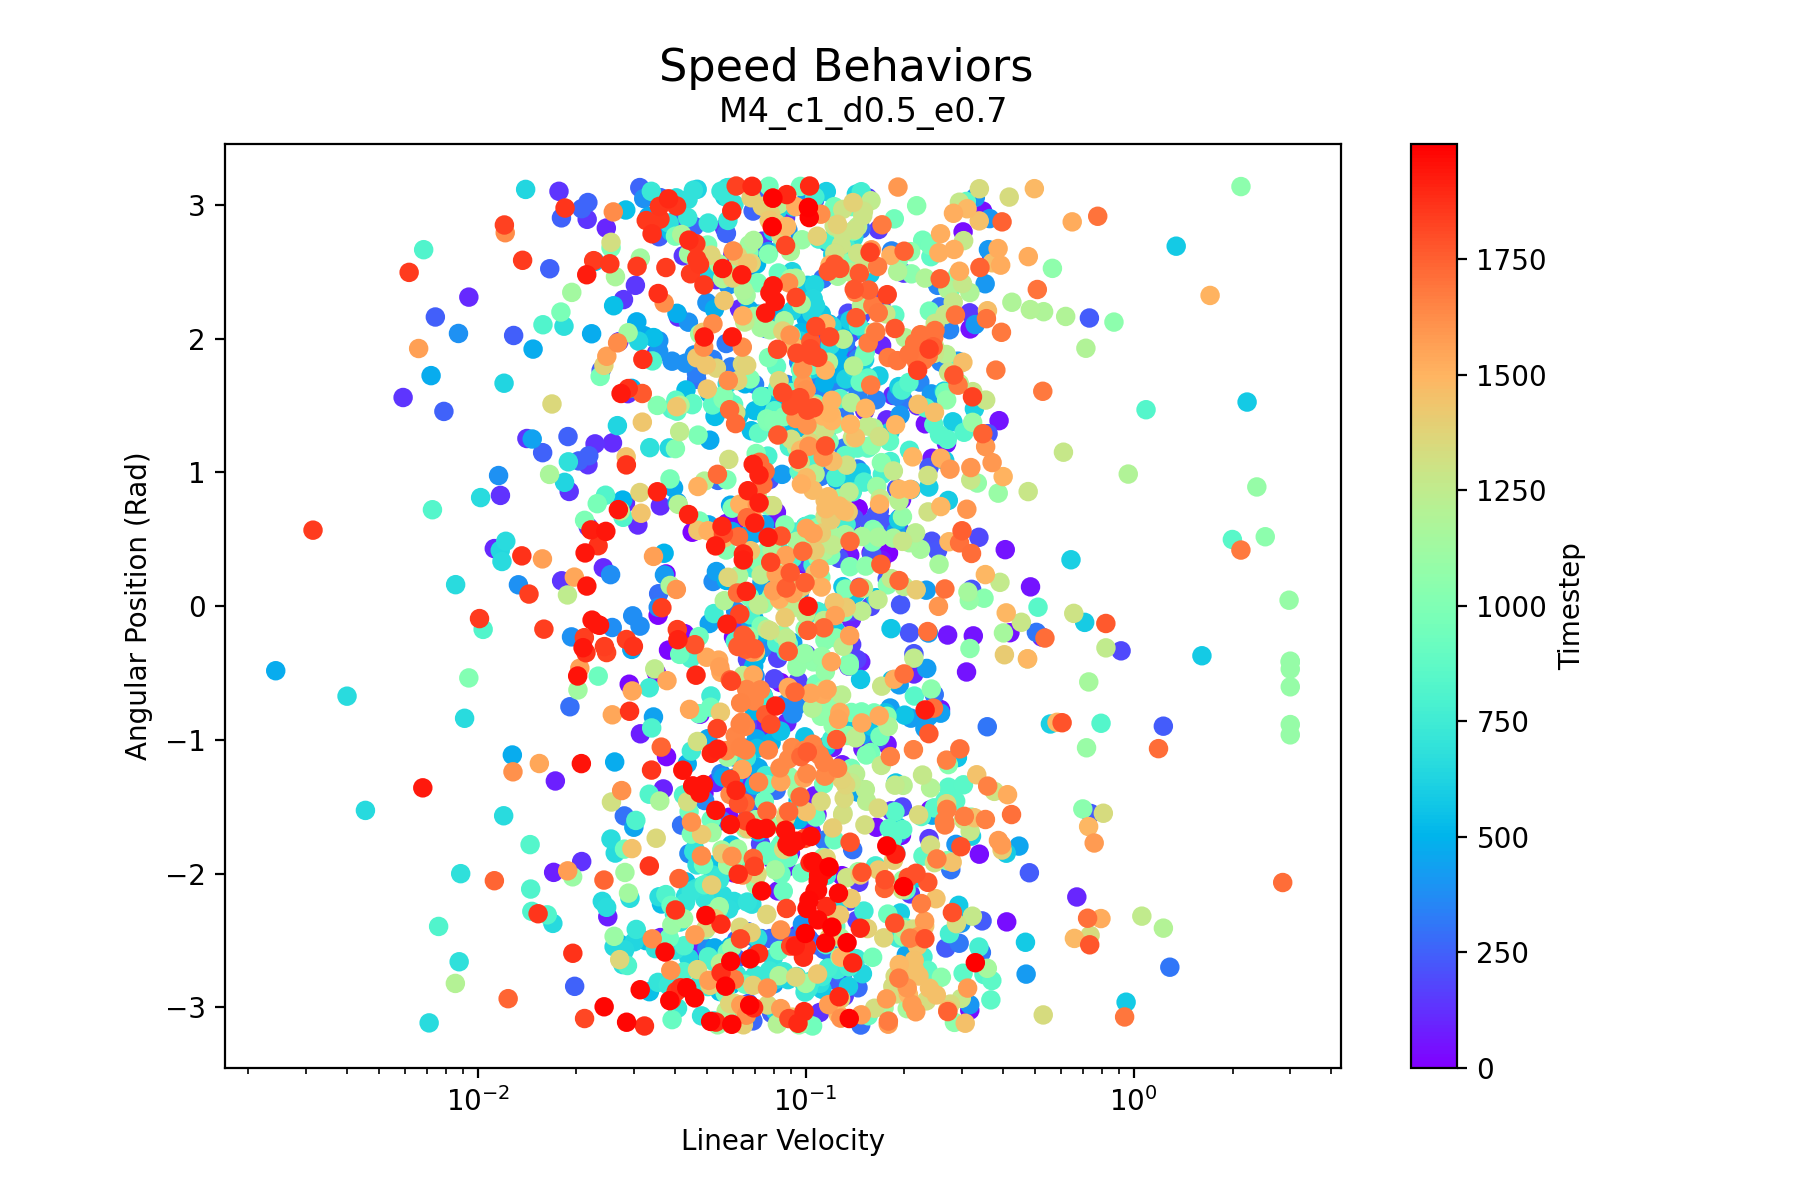 Speed Behaviors
M4_c1_d0.5_e0.7
3
2
1
0
−1
−2
−3
Angular Position (Rad)
10⁻² 10⁻¹ 10⁰
Linear Velocity
1750
1500
1250
1000
750
500
250
0
Timestep